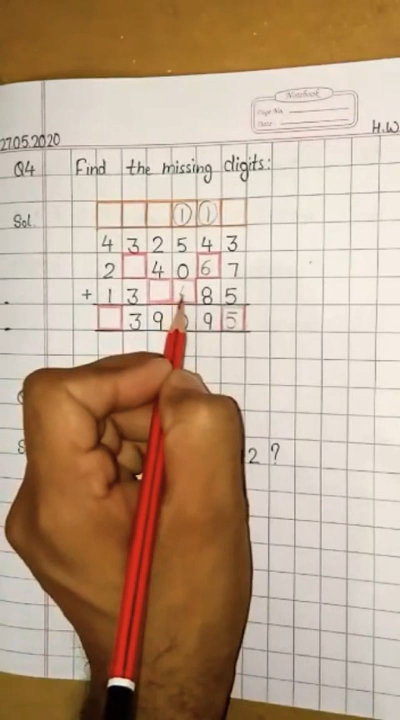 Notebook
Page No.
Date:
27.05.2020
H.W
Q4 Find the missing digits:
Sol.
1 1
4 3 2 5 4 3
2 4 0 6 7
+ 1 3 8 5
3 9 9 5
2 ?